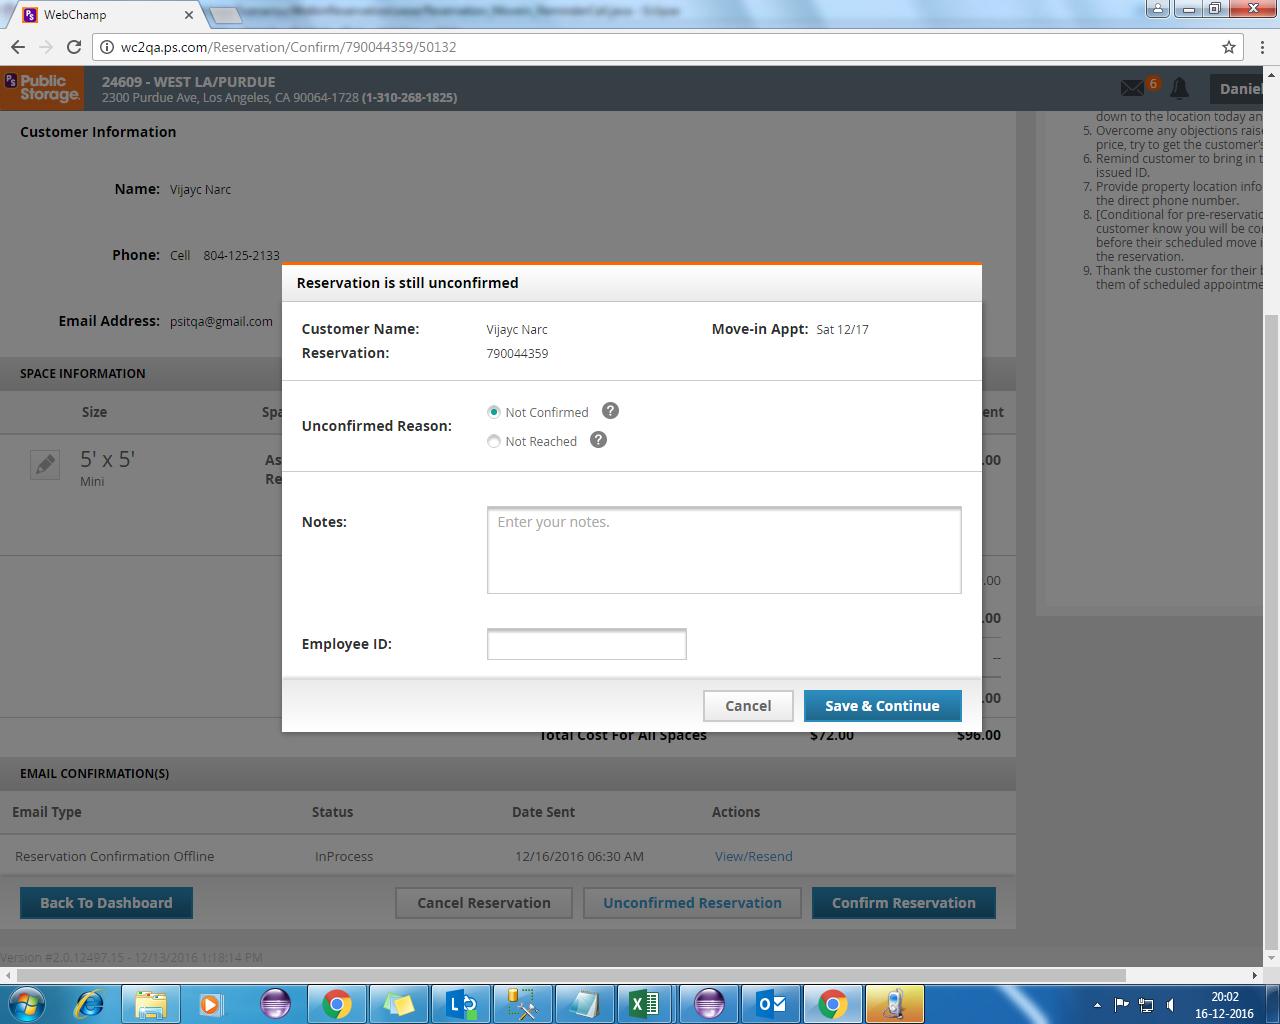 WebChamp
wc2qa.ps.com/Reservation/Confirm/790044359/50132
PS Public Storage.
24609 - WEST LA/PURDUE
2300 Purdue Ave, Los Angeles, CA 90064-1728 (1-310-268-1825)
6
Daniel
Customer Information
Name: Vijayc Narc
Phone: Cell 804-125-2133
Email Address: psitqa@gmail.com
down to the location today an
5. Overcome any objections raise
price, try to get the customer's
6. Remind customer to bring in t
issued ID.
7. Provide property location info
the direct phone number.
8. [Conditional for pre-reservatio
customer know you will be co
before their scheduled move i
the reservation.
9. Thank the customer for their b
them of scheduled appointme
SPACE INFORMATION
Size Spa ent
5' x 5'
Mini
As
Re
.00
.00
.00
--
.00
Reservation is still unconfirmed
Customer Name: Vijayc Narc Move-in Appt: Sat 12/17
Reservation: 790044359
Unconfirmed Reason:
Not Confirmed ?
Not Reached ?
Notes: Enter your notes.
Employee ID:
Cancel Save & Continue
Total Cost For All Spaces $72.00 $96.00
EMAIL CONFIRMATION(S)
Email Type Status Date Sent Actions
Reservation Confirmation Offline InProcess 12/16/2016 06:30 AM View/Resend
Back To Dashboard Cancel Reservation Unconfirmed Reservation Confirm Reservation
Version #2.0.12497.15 - 12/13/2016 1:18:14 PM
20:02
16-12-2016